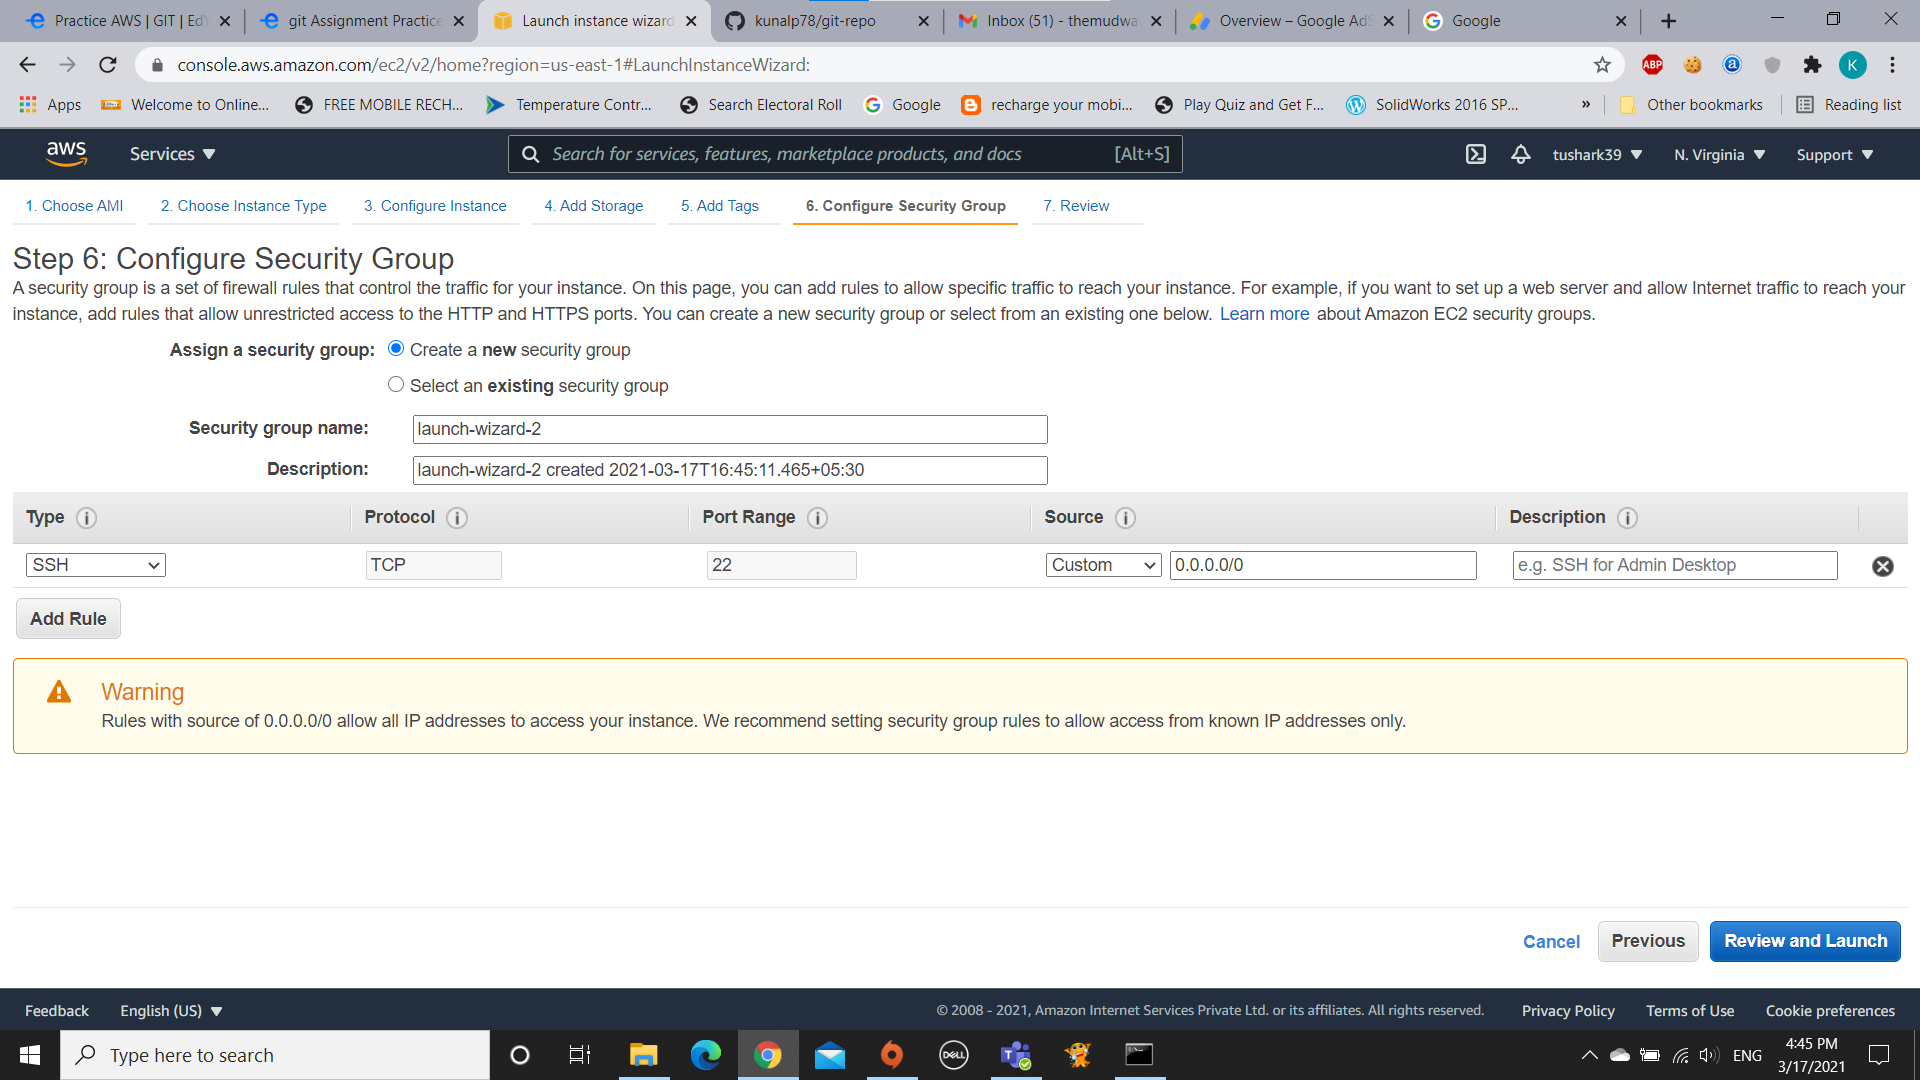 Practice AWS | GIT | EdY
git Assignment Practice
Launch instance wizard
kunalp78/git-repo
Inbox (51) - themudwa
Overview – Google AdS
Google
console.aws.amazon.com/ec2/v2/home?region=us-east-1#LaunchInstanceWizard:
ABP
K
Apps
Welcome to Online...
FREE MOBILE RECH...
Temperature Contr...
Search Electoral Roll
Google
recharge your mobi...
Play Quiz and Get F...
SolidWorks 2016 SP...
»
Other bookmarks
Reading list
aws
Services
Search for services, features, marketplace products, and docs
[Alt+S]
tushark39
N. Virginia
Support
1. Choose AMI
2. Choose Instance Type
3. Configure Instance
4. Add Storage
5. Add Tags
6. Configure Security Group
7. Review
Step 6: Configure Security Group
A security group is a set of firewall rules that control the traffic for your instance. On this page, you can add rules to allow specific traffic to reach your instance. For example, if you want to set up a web server and allow Internet traffic to reach your
instance, add rules that allow unrestricted access to the HTTP and HTTPS ports. You can create a new security group or select from an existing one below. Learn more about Amazon EC2 security groups.
Assign a security group: Create a new security group
Select an existing security group
Security group name: launch-wizard-2
Description: launch-wizard-2 created 2021-03-17T16:45:11.465+05:30
Type Protocol Port Range Source Description
SSH TCP 22 Custom 0.0.0.0/0 e.g. SSH for Admin Desktop
Add Rule
Warning
Rules with source of 0.0.0.0/0 allow all IP addresses to access your instance. We recommend setting security group rules to allow access from known IP addresses only.
Cancel
Previous
Review and Launch
Feedback
English (US)
© 2008 - 2021, Amazon Internet Services Private Ltd. or its affiliates. All rights reserved.
Privacy Policy
Terms of Use
Cookie preferences
Type here to search
DELL
ENG
4:45 PM
3/17/2021